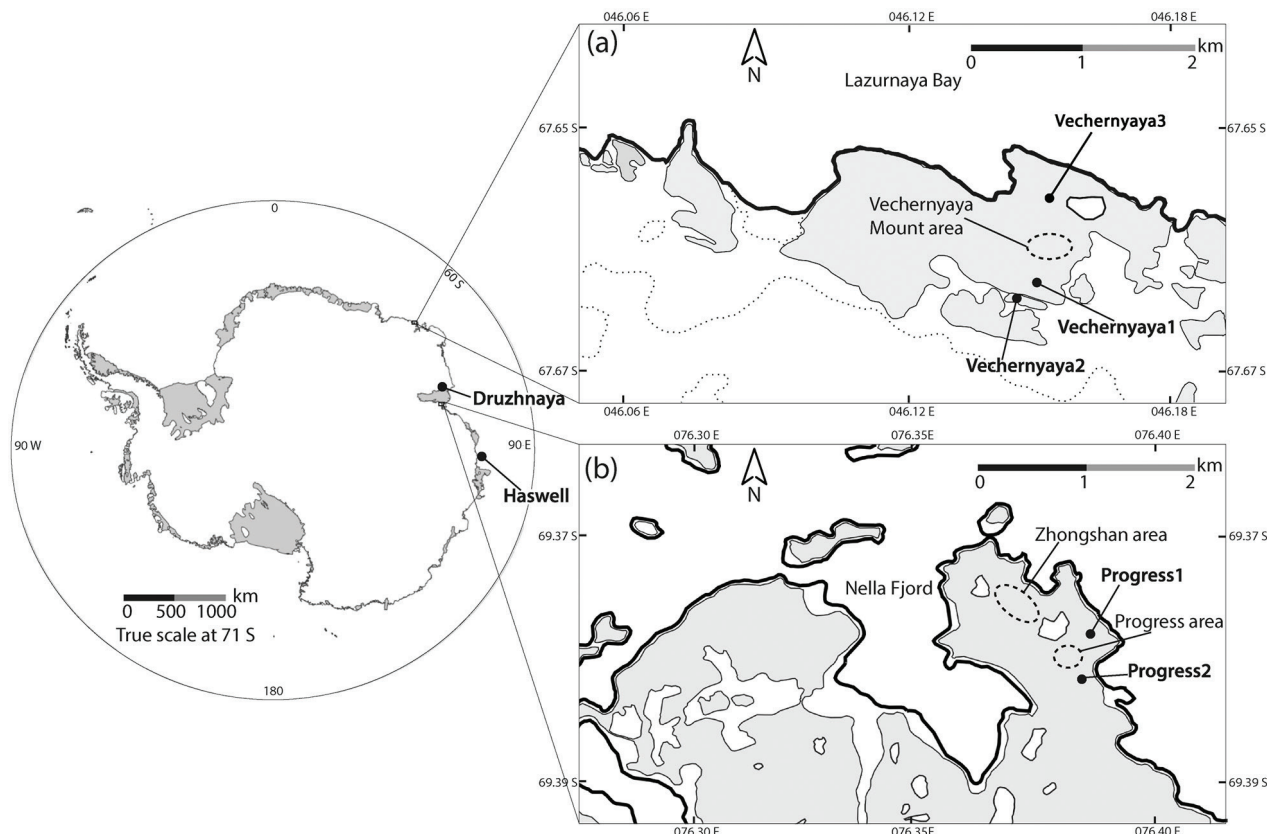 0
60 S
90 W
90 E
180
Druzhnaya
Haswell
0 500 1000 km
True scale at 71 S
046.06 E 046.12 E 046.18 E
(a)
N
km
0 1 2
Lazurnaya Bay
67.65 S 67.65 S
Vechernyaya3
Vechernyaya
Mount area
Vechernyaya1
Vechernyaya2
67.67 S 67.67 S
046.06 E 046.12 E 046.18 E
076.30 E 076.35E 076.40 E
(b)
N
km
0 1 2
69.37 S 69.37 S
Zhongshan area
Nella Fjord
Progress1
Progress area
Progress2
69.39 S 69.39 S
076.30 E 076.35 E 076.40 E